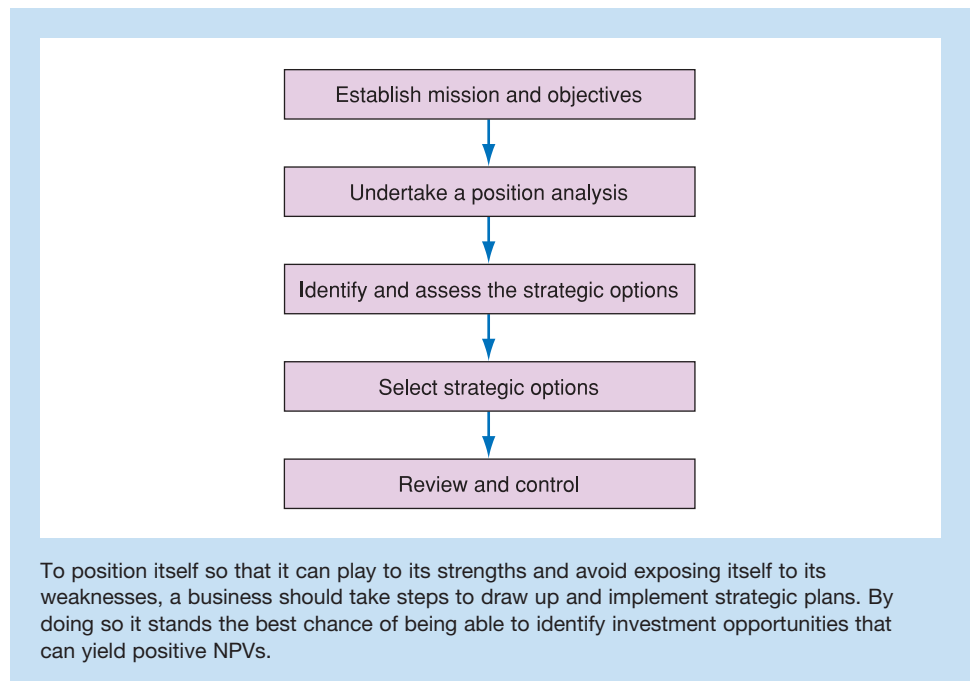 Establish mission and objectives
Undertake a position analysis
Identify and assess the strategic options
Select strategic options
Review and control
To position itself so that it can play to its strengths and avoid exposing itself to its
weaknesses, a business should take steps to draw up and implement strategic plans. By
doing so it stands the best chance of being able to identify investment opportunities that
can yield positive NPVs.